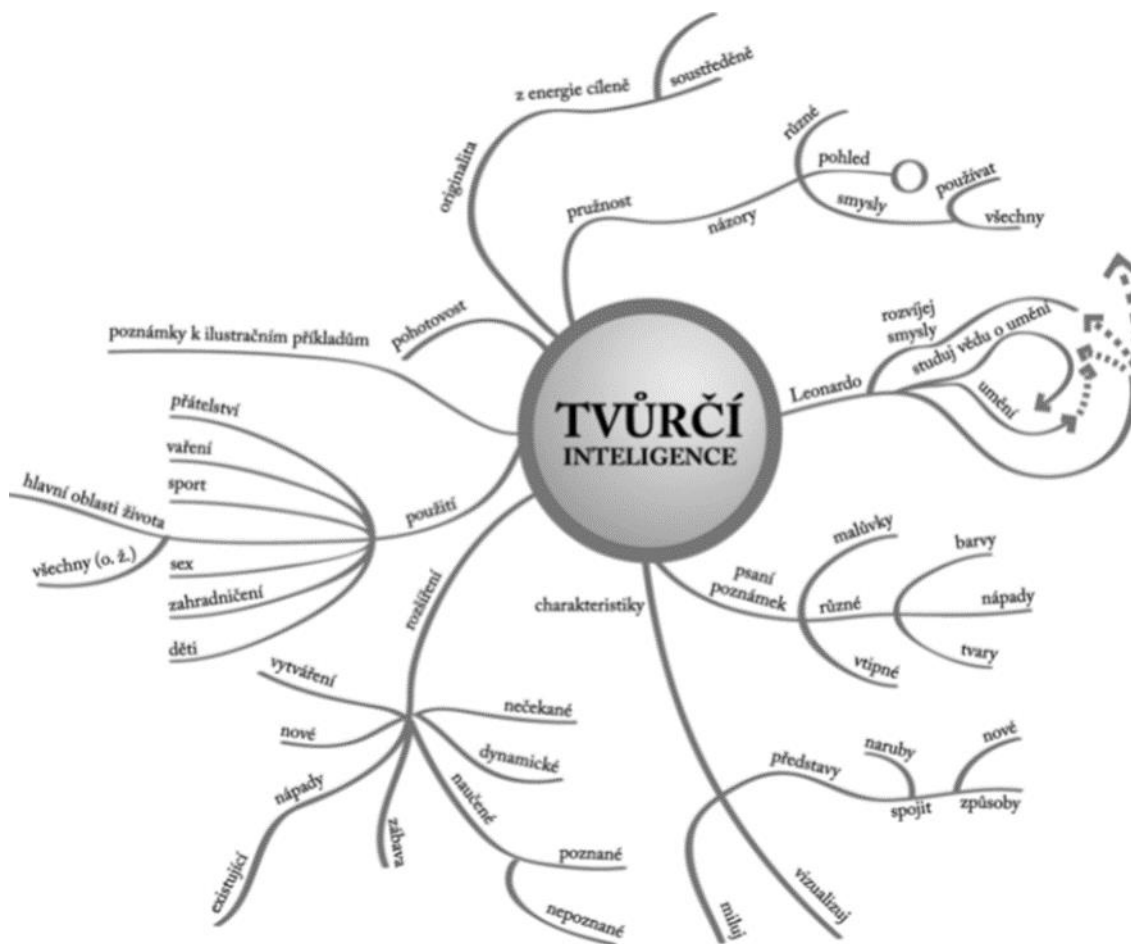 TVŮRČÍ
INTELIGENCE
originalita
z energie cíleně
soustředěně
pružnost
názory
různé
pohled
smysly
používat
všechny
Leonardo
rozvíjej
smysly
studuj vědu o umění
umění
psaní
poznámek
malůvky
různé
vtipné
barvy
nápady
tvary
charakteristiky
představy
naruby
spojit
nové
způsoby
vizualizuj
miluj
rozšíření
nečekané
dynamické
naučené
poznané
nepoznané
zábava
nápady
existující
nové
vytváření
použití
přátelství
vaření
sport
hlavní oblasti života
všechny (o. ž.)
sex
zahradničení
děti
poznámky k ilustračním příkladům
pohotovost